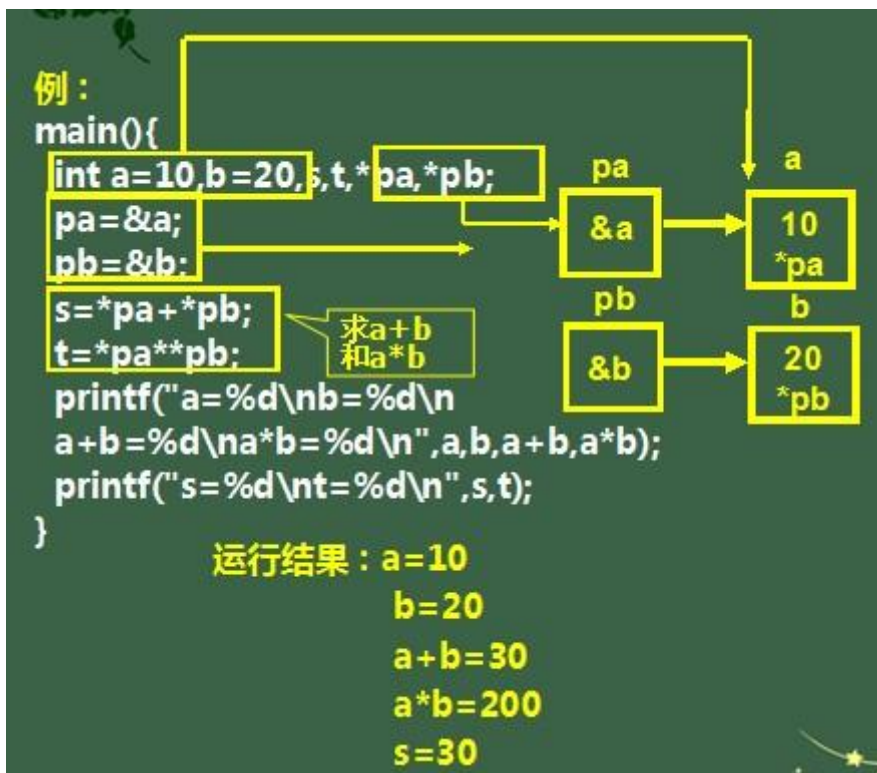 例：
main(){
int a=10,b=20,s,t,*pa,*pb;
pa=&a;
pb=&b;
s=*pa+*pb;
t=*pa**pb;
求a+b
和a*b
printf("a=%d\nb=%d\n
a+b=%d\na*b=%d\n",a,b,a+b,a*b);
printf("s=%d\nt=%d\n",s,t);
}
pa
a
&a
10
*pa
pb
b
&b
20
*pb
运行结果：a=10
b=20
a+b=30
a*b=200
s=30